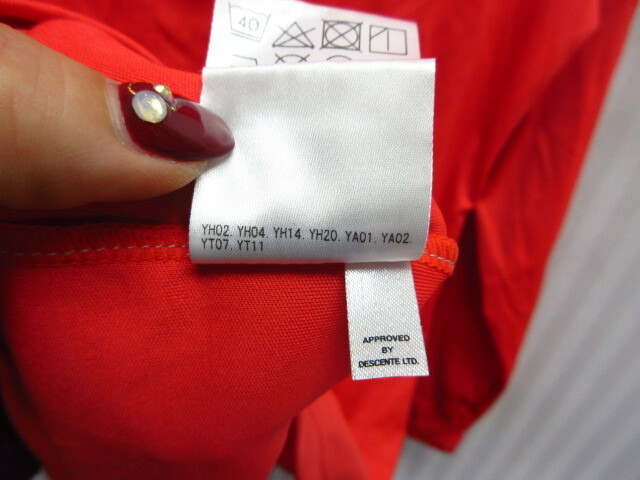 40
YH02. YH04. YH14. YH20. YA01. YA02.
YT07. YT11
APPROVED
BY
DESCENTE LTD.